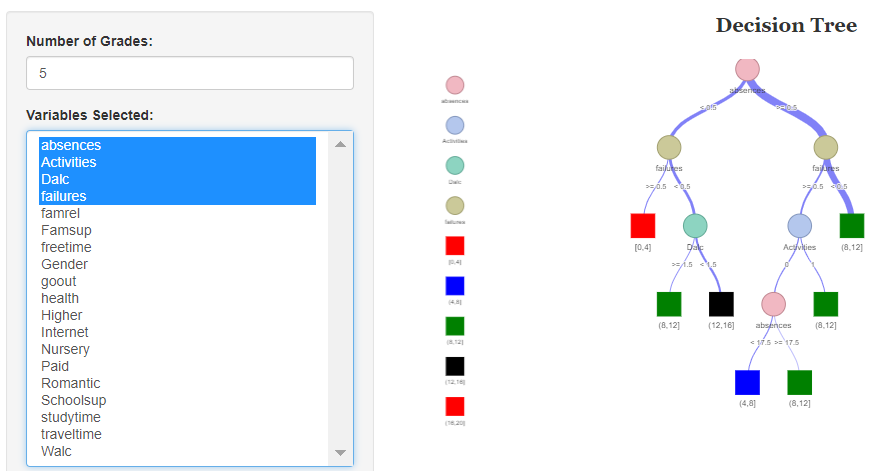 Decision Tree
Number of Grades:
5
Variables Selected:
absences
Activities
Dalc
failures
famrel
Famsup
freetime
Gender
goout
health
Higher
Internet
Nursery
Paid
Romantic
Schoolsup
studytime
traveltime
Walc
absences
Activities
Dalc
failures
[0,4]
(4,8]
(8,12]
(12,16]
(16,20]
absences
< 0.5 >= 0.5
failures failures
>= 0.5 < 0.5 >= 0.5 < 0.5
[0,4] Dalc Activities (8,12]
>= 1.5 < 1.5 0 1
(8,12] (12,16] absences (8,12]
< 17.5 >= 17.5
(4,8] (8,12]